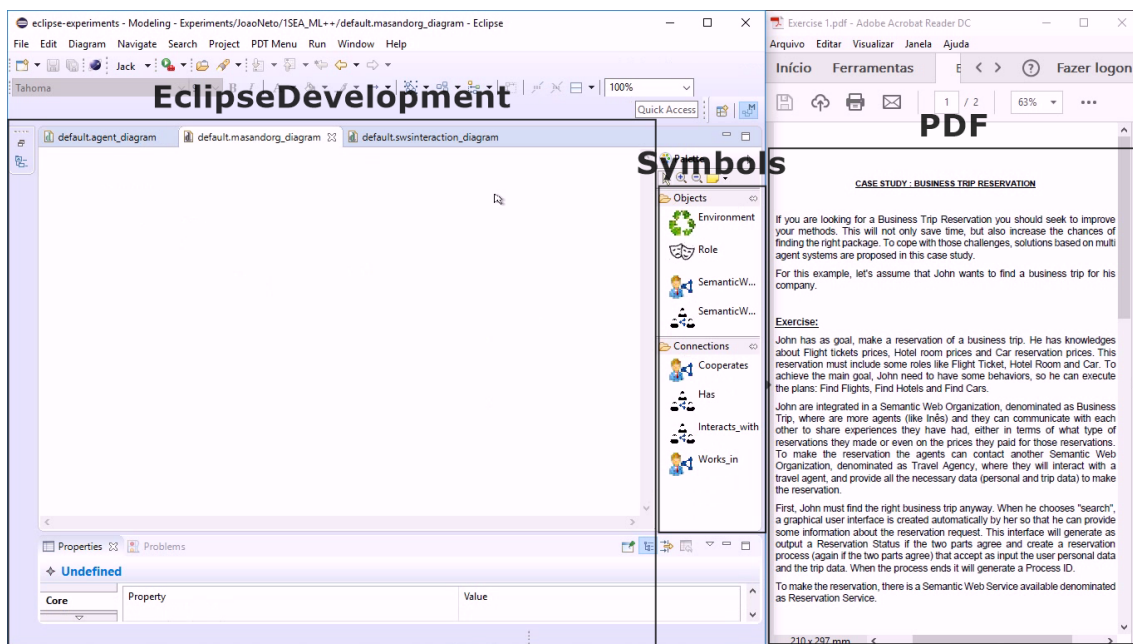 eclipse-experiments - Modeling - Experiments/JoaoNeto/1SEA_ML++/default.masandorg_diagram - Eclipse
File Edit Diagram Navigate Search Project PDT Menu Run Window Help
Jack
Tahoma
100%
EclipseDevelopment
Quick Access
default.agent_diagram
default.masandorg_diagram
default.swsinteraction_diagram
Symbols
Objects
Environment
Role
SemanticW...
SemanticW...
Connections
Cooperates
Has
Interacts_with
Works_in
Properties
Problems
Undefined
Core
Property
Value
Exercise 1.pdf - Adobe Acrobat Reader DC
Arquivo Editar Visualizar Janela Ajuda
Início Ferramentas
Fazer logon
1 / 2
63%
PDF
CASE STUDY : BUSINESS TRIP RESERVATION
If you are looking for a Business Trip Reservation you should seek to improve
your methods. This will not only save time, but also increase the chances of
finding the right package. To cope with those challenges, solutions based on multi
agent systems are proposed in this case study.
For this example, let's assume that John wants to find a business trip for his
company.
Exercise:
John has as goal, make a reservation of a business trip. He has knowledges
about Flight tickets prices, Hotel room prices and Car reservation prices. This
reservation must include some roles like Flight Ticket, Hotel Room and Car. To
achieve the main goal, John need to have some behaviors, so he can execute
the plans: Find Flights, Find Hotels and Find Cars.
John are integrated in a Semantic Web Organization, denominated as Business
Trip, where are more agents (like Inês) and they can communicate with each
other to share experiences they have had, either in terms of what type of
reservations they made or even on the prices they paid for those reservations.
To make the reservation the agents can contact another Semantic Web
Organization, denominated as Travel Agency, where they will interact with a
travel agent, and provide all the necessary data (personal and trip data) to make
the reservation.
First, John must find the right business trip anyway. When he chooses "search",
a graphical user interface is created automatically by her so that he can provide
some information about the reservation request. This interface will generate as
output a Reservation Status if the two parts agree and create a reservation
process (again if the two parts agree) that accept as input the user personal data
and the trip data. When the process ends it will generate a Process ID.
To make the reservation, there is a Semantic Web Service available denominated
as Reservation Service.
210 x 297 mm